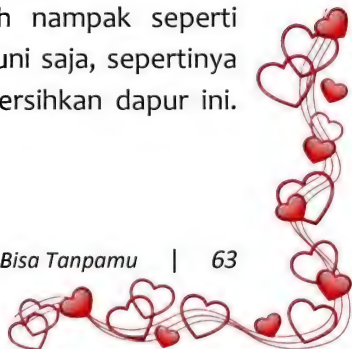 h nampak seperti
uni saja, sepertinya
ersihkan dapur ini.
Bisa Tanpamu | 63